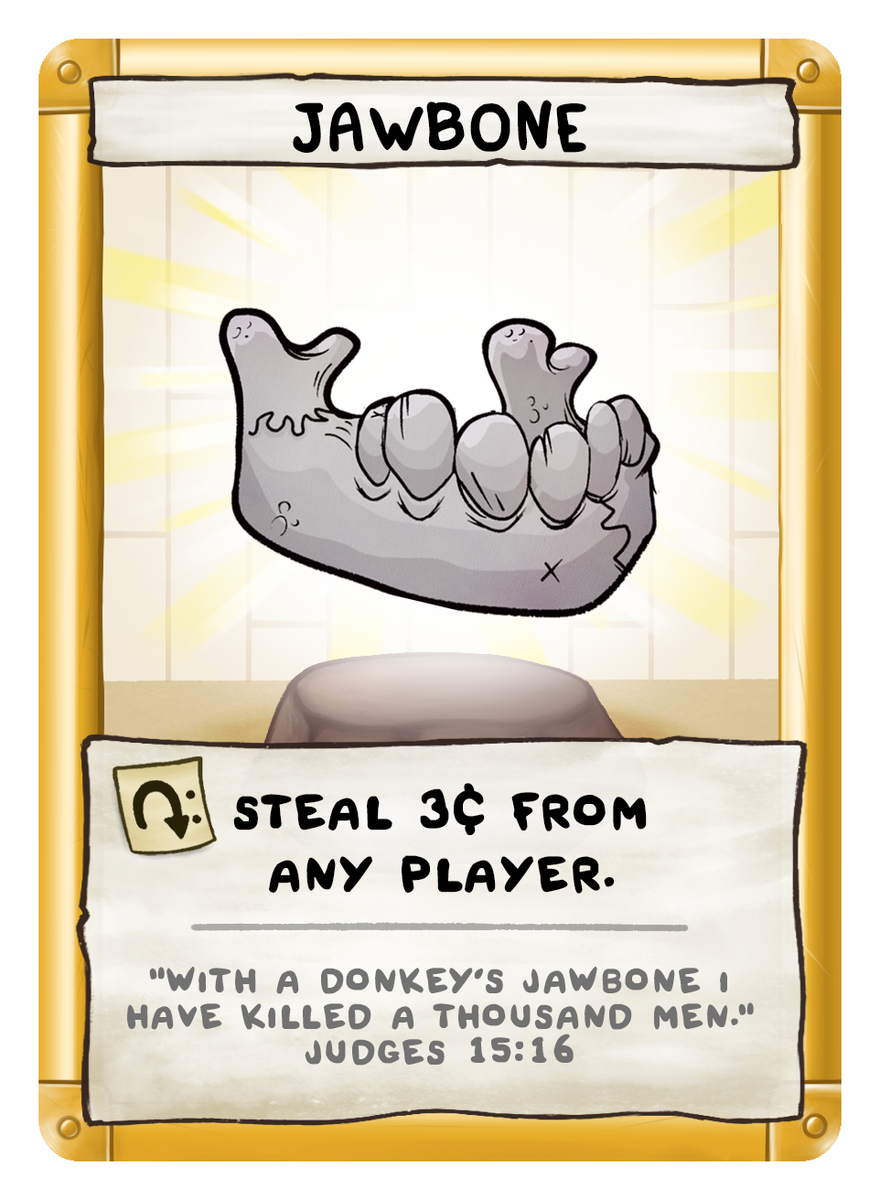 JAWBONE
STEAL 3¢ FROM
ANY PLAYER.
"WITH A DONKEY'S JAWBONE I
HAVE KILLED A THOUSAND MEN."
JUDGES 15:16